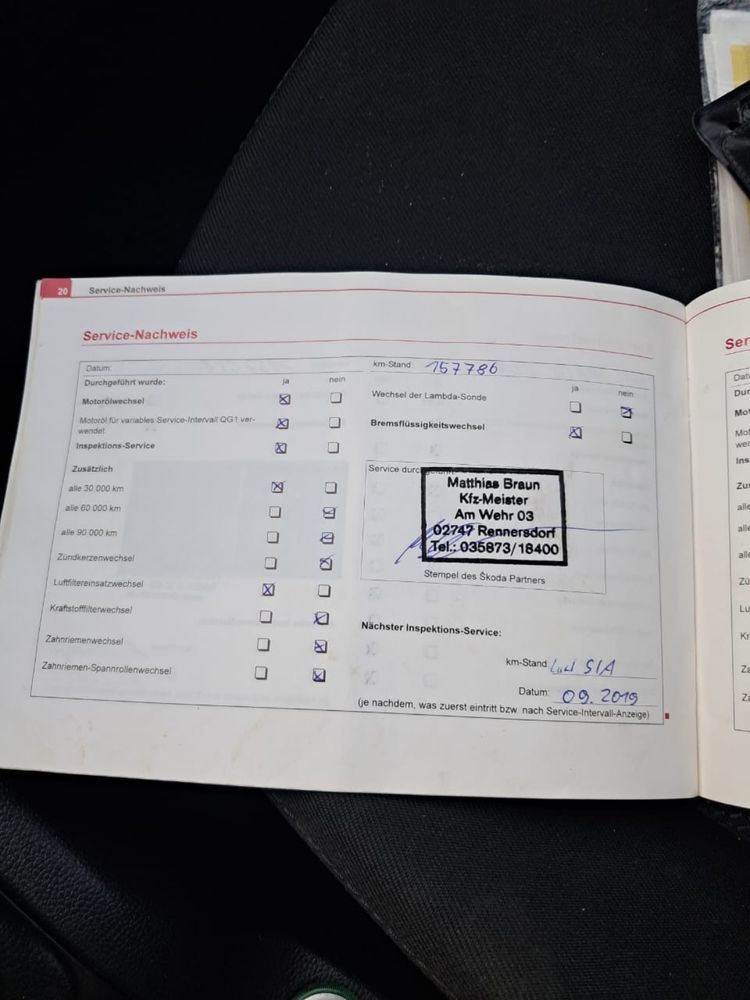 20 Service-Nachweis
Service-Nachweis
Datum:
Durchgeführt wurde: ja nein
Motorölwechsel
Motoröl für variables Service-Intervall QG1 ver-
wendet
Inspektions-Service
Zusätzlich
alle 30 000 km
alle 60 000 km
alle 90 000 km
Zündkerzenwechsel
Luftfiltereinsatzwechsel
Kraftstofffilterwechsel
Zahnriemenwechsel
Zahnriemen-Spannrollenwechsel
km-Stand: 157786
ja nein
Wechsel der Lambda-Sonde
Bremsflüssigkeitswechsel
Service durchgeführt:
Matthias Braun
Kfz-Meister
Am Wehr 03
02747 Rennersdorf
Tel.: 035873/18400
Stempel des Škoda Partners
Nächster Inspektions-Service:
km-Stand: SIA
Datum: 09.2019
(je nachdem, was zuerst eintritt bzw. nach Service-Intervall-Anzeige)